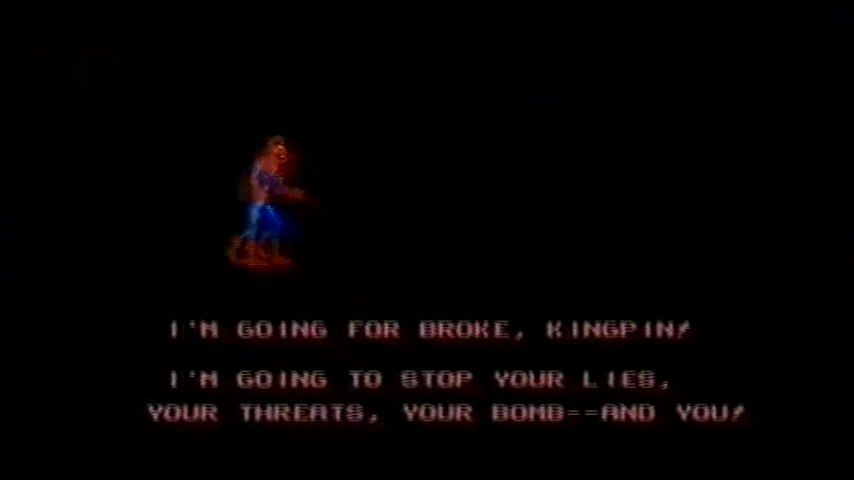 I'M GOING FOR BROKE, KINGPIN!
I'M GOING TO STOP YOUR LIES,
YOUR THREATS, YOUR BOMB--AND YOU!